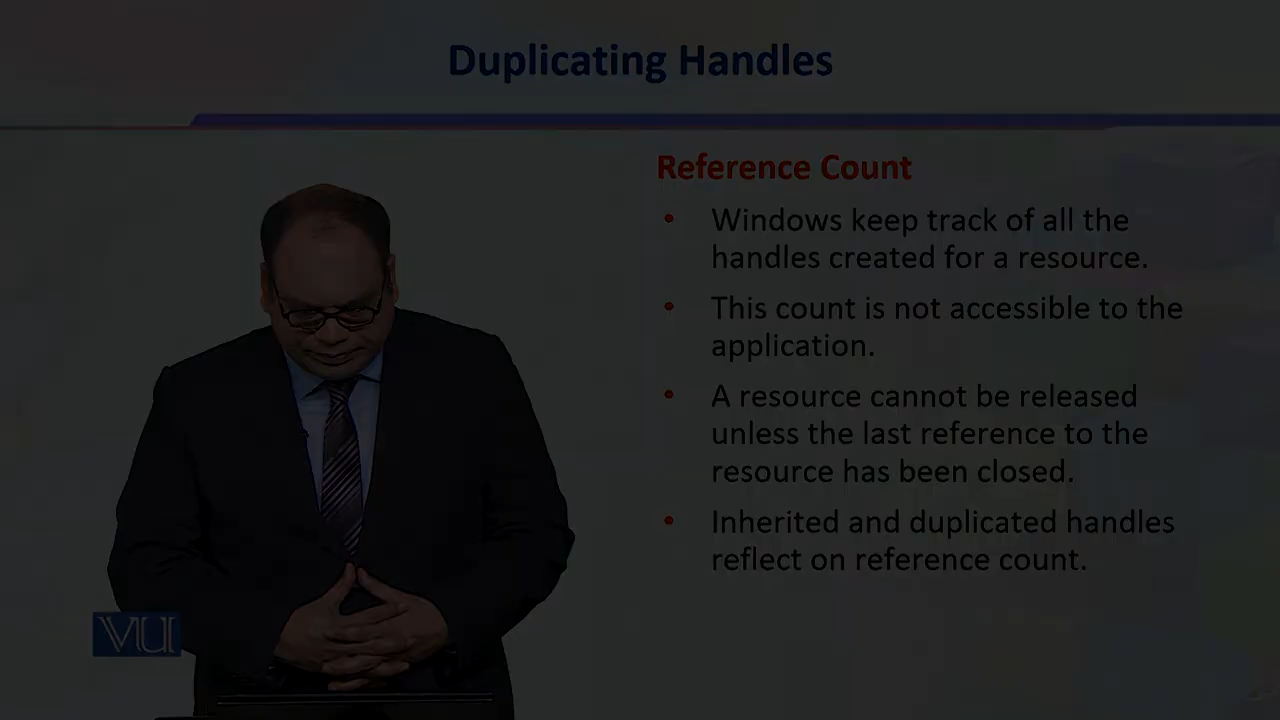 Duplicating Handles
Reference Count
• Windows keep track of all the
handles created for a resource.
• This count is not accessible to the
application.
• A resource cannot be released
unless the last reference to the
resource has been closed.
• Inherited and duplicated handles
reflect on reference count.
VU